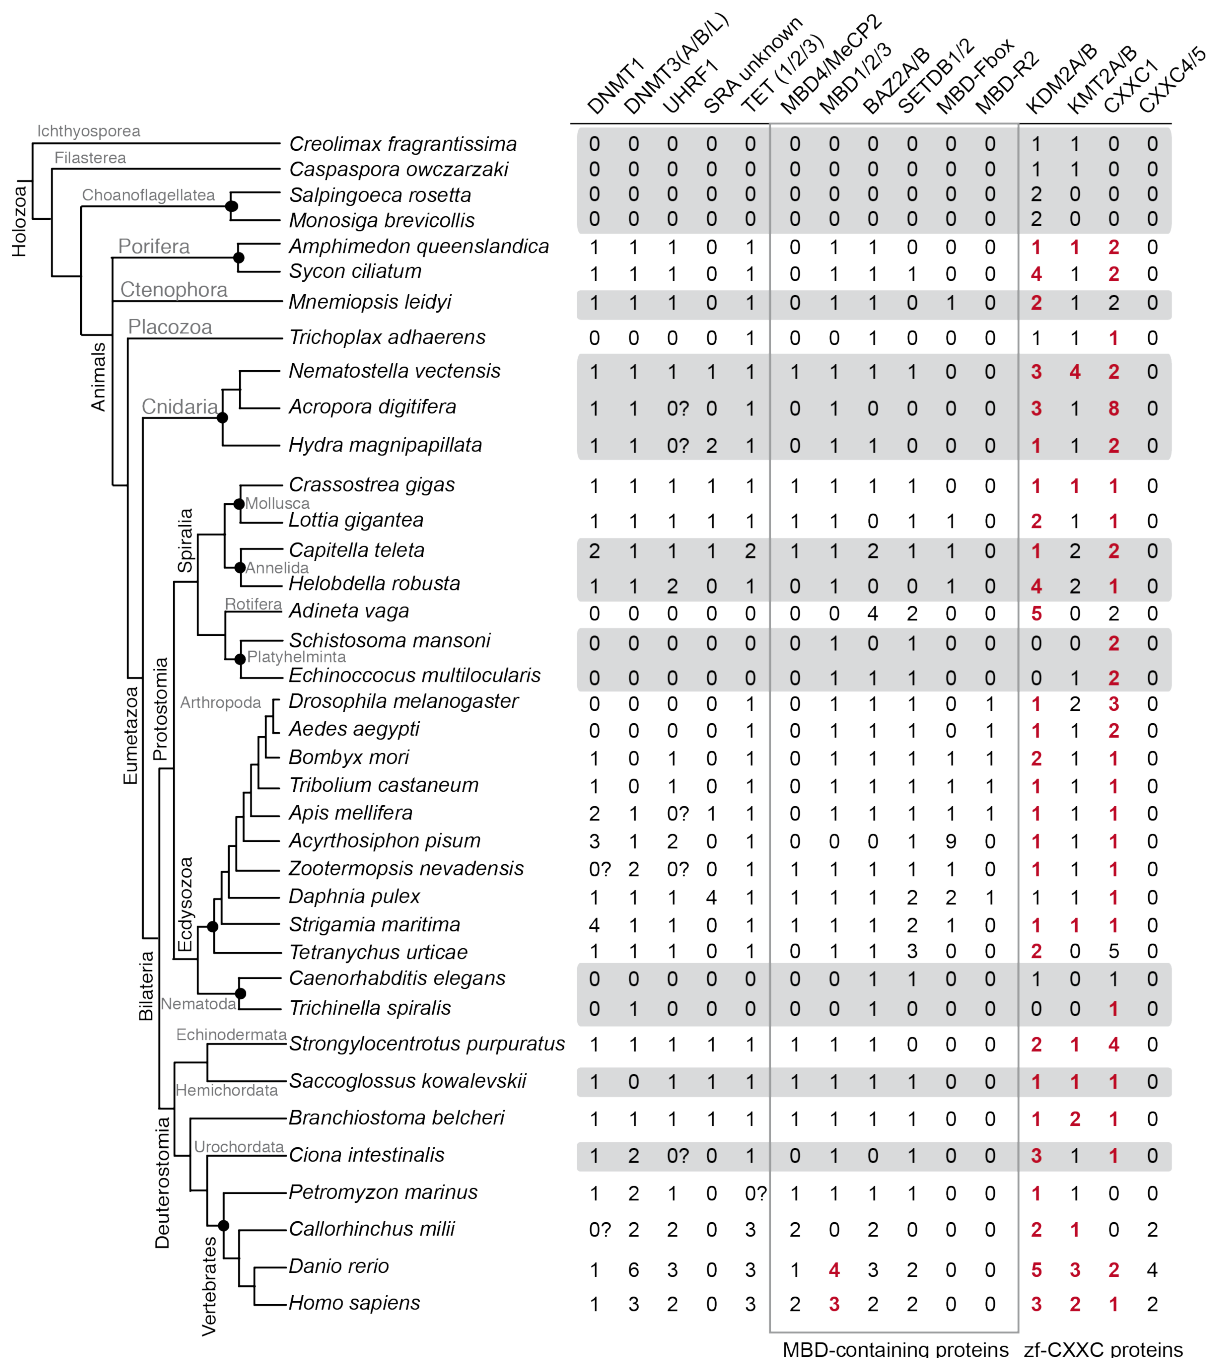 DNMT1
DNMT3(A/B/L)
UHRF1
SRA unknown
TET (1/2/3)
MBD4/MeCP2
MBD1/2/3
BAZ2A/B
SETDB1/2
MBD-Fbox
MBD-R2
KDM2A/B
KMT2A/B
CXXC1
CXXC4/5
Holozoa
Ichthyosporea
Creolimax fragrantissima 0 0 0 0 0 0 0 0 0 0 0 1 1 0 0
Filasterea
Caspaspora owczarzaki 0 0 0 0 0 0 0 0 0 0 0 1 1 0 0
Choanoflagellatea
Salpingoeca rosetta 0 0 0 0 0 0 0 0 0 0 0 2 0 0 0
Monosiga brevicollis 0 0 0 0 0 0 0 0 0 0 0 2 0 0 0
Animals
Porifera
Amphimedon queenslandica 1 1 1 0 1 0 1 1 0 0 0 1 1 2 0
Sycon ciliatum 1 1 1 0 1 0 1 1 1 0 0 4 1 2 0
Ctenophora
Mnemiopsis leidyi 1 1 1 0 1 0 1 1 0 1 0 2 1 2 0
Placozoa
Trichoplax adhaerens 0 0 0 0 1 0 0 1 0 0 0 1 1 1 0
Eumetazoa
Cnidaria
Nematostella vectensis 1 1 1 1 1 1 1 1 1 0 0 3 4 2 0
Acropora digitifera 1 1 0? 0 1 0 1 0 0 0 0 3 1 8 0
Hydra magnipapillata 1 1 0? 2 1 0 1 1 0 0 0 1 1 2 0
Bilateria
Protostomia
Spiralia
Crassostrea gigas 1 1 1 1 1 1 1 1 1 0 0 1 1 1 0
Mollusca
Lottia gigantea 1 1 1 1 1 1 1 0 1 1 0 2 1 1 0
Capitella teleta 2 1 1 1 2 1 1 2 1 1 0 1 2 2 0
Annelida
Helobdella robusta 1 1 2 0 1 0 1 0 0 1 0 4 2 1 0
Rotifera
Adineta vaga 0 0 0 0 0 0 0 4 2 0 0 5 0 2 0
Schistosoma mansoni 0 0 0 0 0 0 1 0 1 0 0 0 0 2 0
Platyhelminta
Echinoccocus multilocularis 0 0 0 0 0 0 1 1 1 0 0 0 1 2 0
Ecdysozoa
Arthropoda
Drosophila melanogaster 0 0 0 0 1 0 1 1 1 0 1 1 2 3 0
Aedes aegypti 0 0 0 0 1 0 1 1 1 0 1 1 1 2 0
Bombyx mori 1 0 1 0 1 0 1 1 1 1 1 2 1 1 0
Tribolium castaneum 1 0 1 0 1 0 1 1 1 1 1 1 1 1 0
Apis mellifera 2 1 0? 1 1 0 1 1 1 1 1 1 1 1 0
Acyrthosiphon pisum 3 1 2 0 1 0 0 0 1 9 0 1 1 1 0
Zootermopsis nevadensis 0? 2 0? 0 1 1 1 1 1 1 0 1 1 1 0
Daphnia pulex 1 1 1 4 1 1 1 1 2 2 1 1 1 1 0
Strigamia maritima 4 1 1 0 1 1 1 1 2 1 0 1 1 1 0
Tetranychus urticae 1 1 1 0 1 0 1 1 3 0 0 2 0 5 0
Caenorhabditis elegans 0 0 0 0 0 0 0 1 1 0 0 1 0 1 0
Nematoda
Trichinella spiralis 0 1 0 0 0 0 0 1 0 0 0 0 0 1 0
Deuterostomia
Echinodermata
Strongylocentrotus purpuratus 1 1 1 1 1 1 1 1 0 0 0 2 1 4 0
Hemichordata
Saccoglossus kowalevskii 1 0 1 1 1 1 1 1 1 0 0 1 1 1 0
Branchiostoma belcheri 1 1 1 1 1 1 1 1 1 0 0 1 2 1 0
Urochordata
Ciona intestinalis 1 2 0? 0 1 0 1 0 1 0 0 3 1 1 0
Vertebrates
Petromyzon marinus 1 2 1 0 0? 1 1 1 1 0 0 1 1 0 0
Callorhinchus milii 0? 2 2 0 3 2 0 2 0 0 0 2 1 0 2
Danio rerio 1 6 3 0 3 1 4 3 2 0 0 5 3 2 4
Homo sapiens 1 3 2 0 3 2 3 2 2 0 0 3 2 1 2
MBD-containing proteins
zf-CXXC proteins